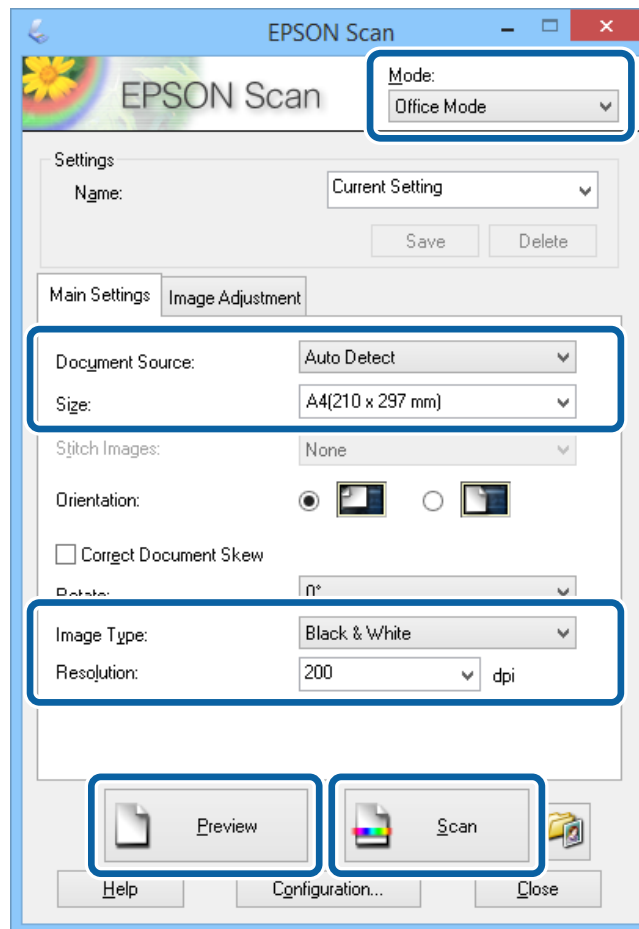 EPSON Scan
EPSON Scan
Mode:
Office Mode
Settings
Name:
Current Setting
Save
Delete
Main Settings
Image Adjustment
Document Source:
Auto Detect
Size:
A4(210 x 297 mm)
Stitch Images:
None
Orientation:
Correct Document Skew
Rotate:
0°
Image Type:
Black & White
Resolution:
200
dpi
Preview
Scan
Help
Configuration...
Close